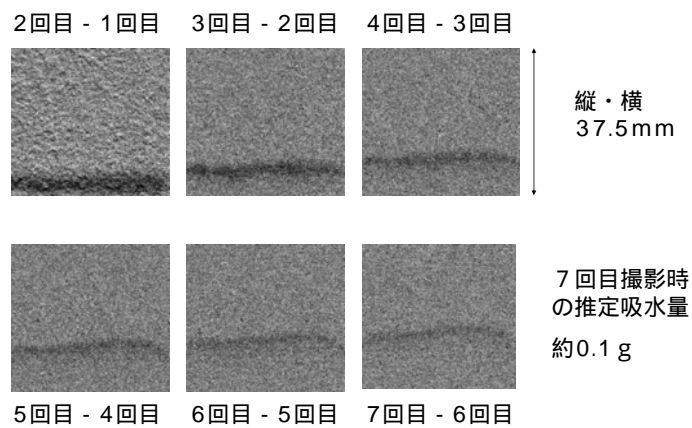 2回目 - 1回目
3回目 - 2回目
4回目 - 3回目
縦・横
37.5mm
７回目撮影時
の推定吸水量
約0.1ｇ
5回目 - 4回目
6回目 - 5回目
7回目 - 6回目